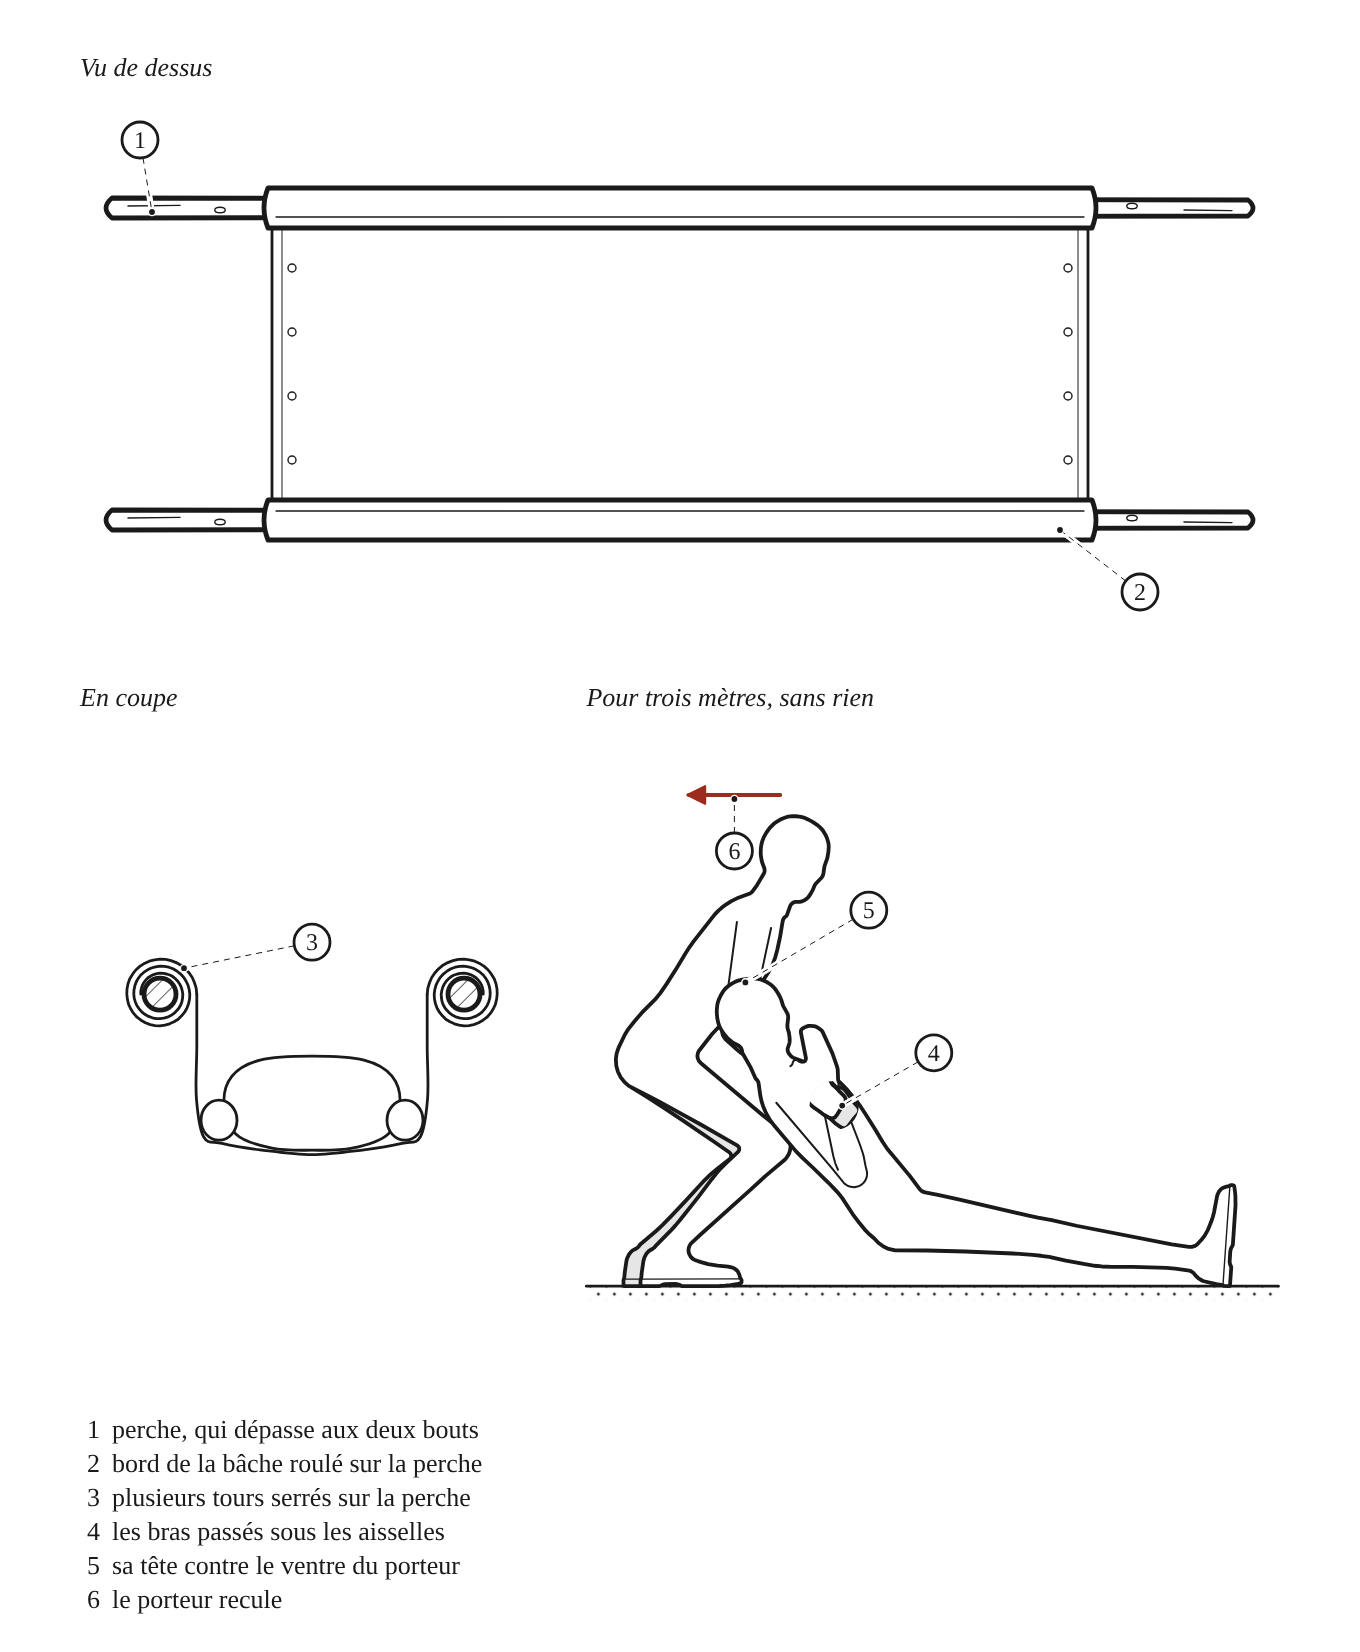 Vu de dessus
1
2
En coupe
Pour trois mètres, sans rien
6
5
3
4
1 perche, qui dépasse aux deux bouts
2 bord de la bâche roulé sur la perche
3 plusieurs tours serrés sur la perche
4 les bras passés sous les aisselles
5 sa tête contre le ventre du porteur
6 le porteur recule